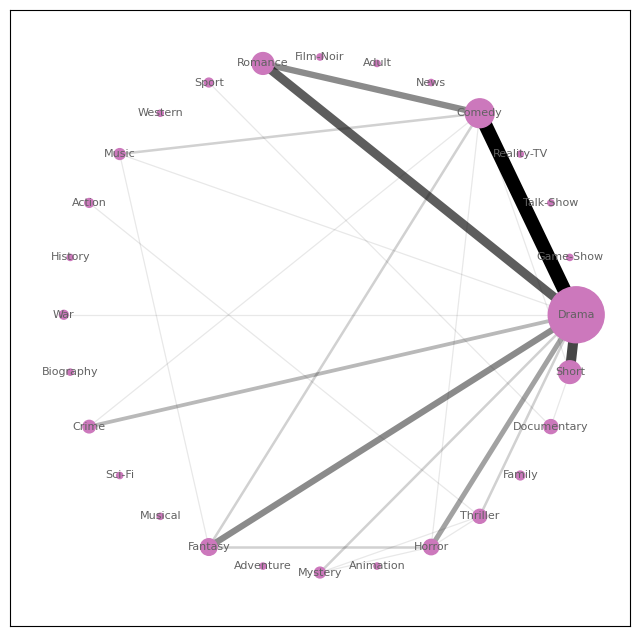 Film-Noir
Romance
Adult
Sport
News
Western
Comedy
Music
Reality-TV
Action
Talk-Show
History
Game-Show
War
Drama
Biography
Short
Crime
Documentary
Sci-Fi
Family
Musical
Thriller
Fantasy
Horror
Adventure
Animation
Mystery